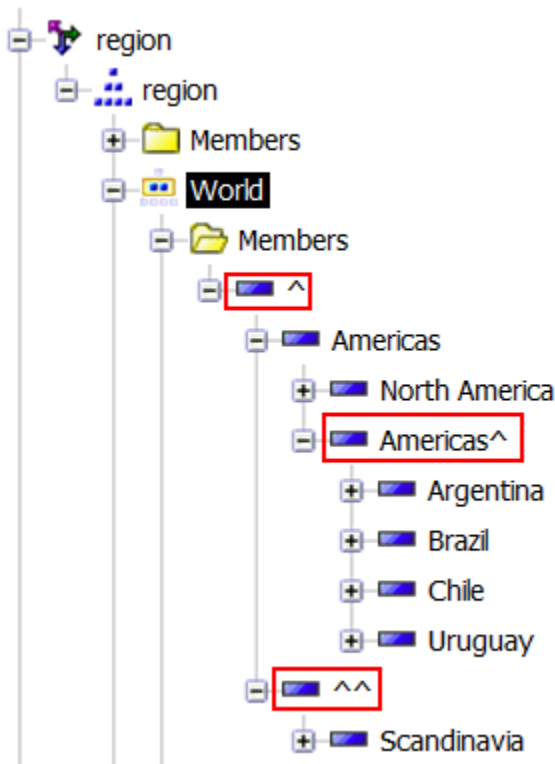 region
region
Members
World
Members
^
Americas
North America
Americas^
Argentina
Brazil
Chile
Uruguay
^^
Scandinavia